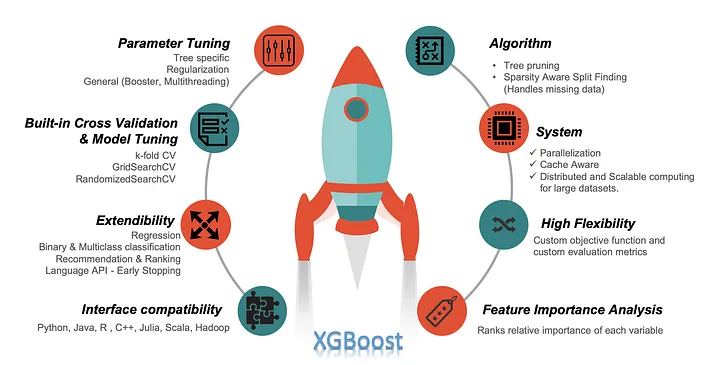 Parameter Tuning
Tree specific
Regularization
General (Booster, Multithreading)
Built-in Cross Validation
& Model Tuning
k-fold CV
GridSearchCV
RandomizedSearchCV
Extendibility
Regression
Binary & Multiclass classification
Recommendation & Ranking
Language API - Early Stopping
Interface compatibility
Python, Java, R , C++, Julia, Scala, Hadoop
Algorithm
• Tree pruning
• Sparsity Aware Split Finding
(Handles missing data)
System
✓ Parallelization
✓ Cache Aware
✓ Distributed and Scalable computing
for large datasets.
High Flexibility
Custom objective function and
custom evaluation metrics
Feature Importance Analysis
Ranks relative importance of each variable
XGBoost